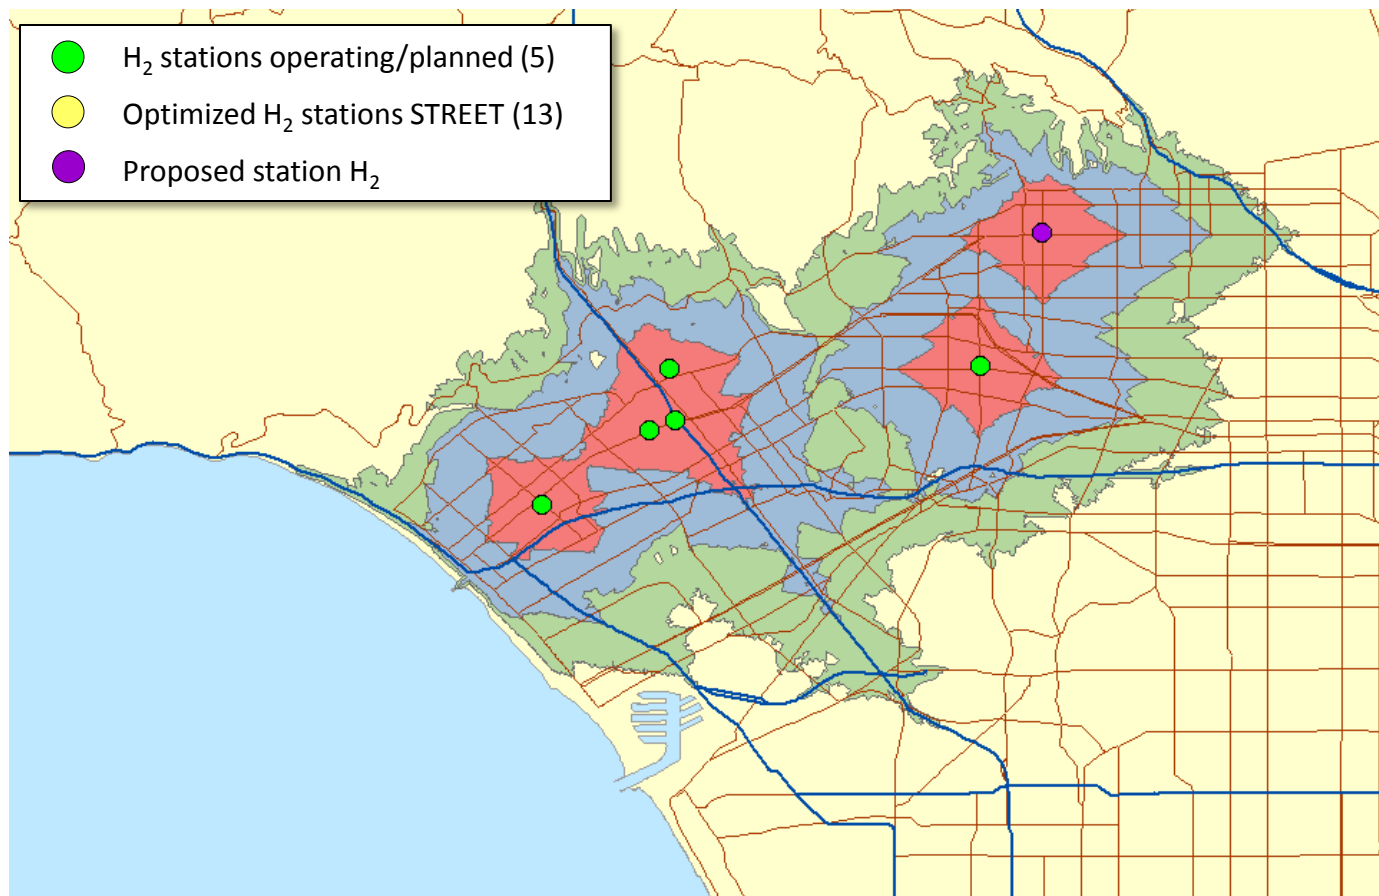 H₂ stations operating/planned (5)
Optimized H₂ stations STREET (13)
Proposed station H₂